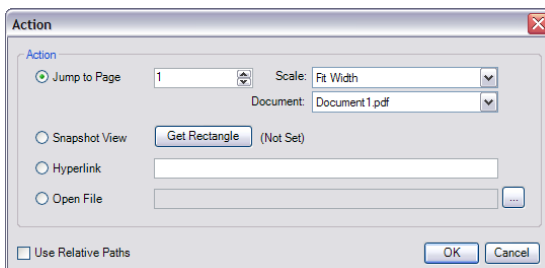 Action
Action
Jump to Page 1 Scale: Fit Width
Document: Document1.pdf
Snapshot View Get Rectangle (Not Set)
Hyperlink
Open File ...
Use Relative Paths OK Cancel